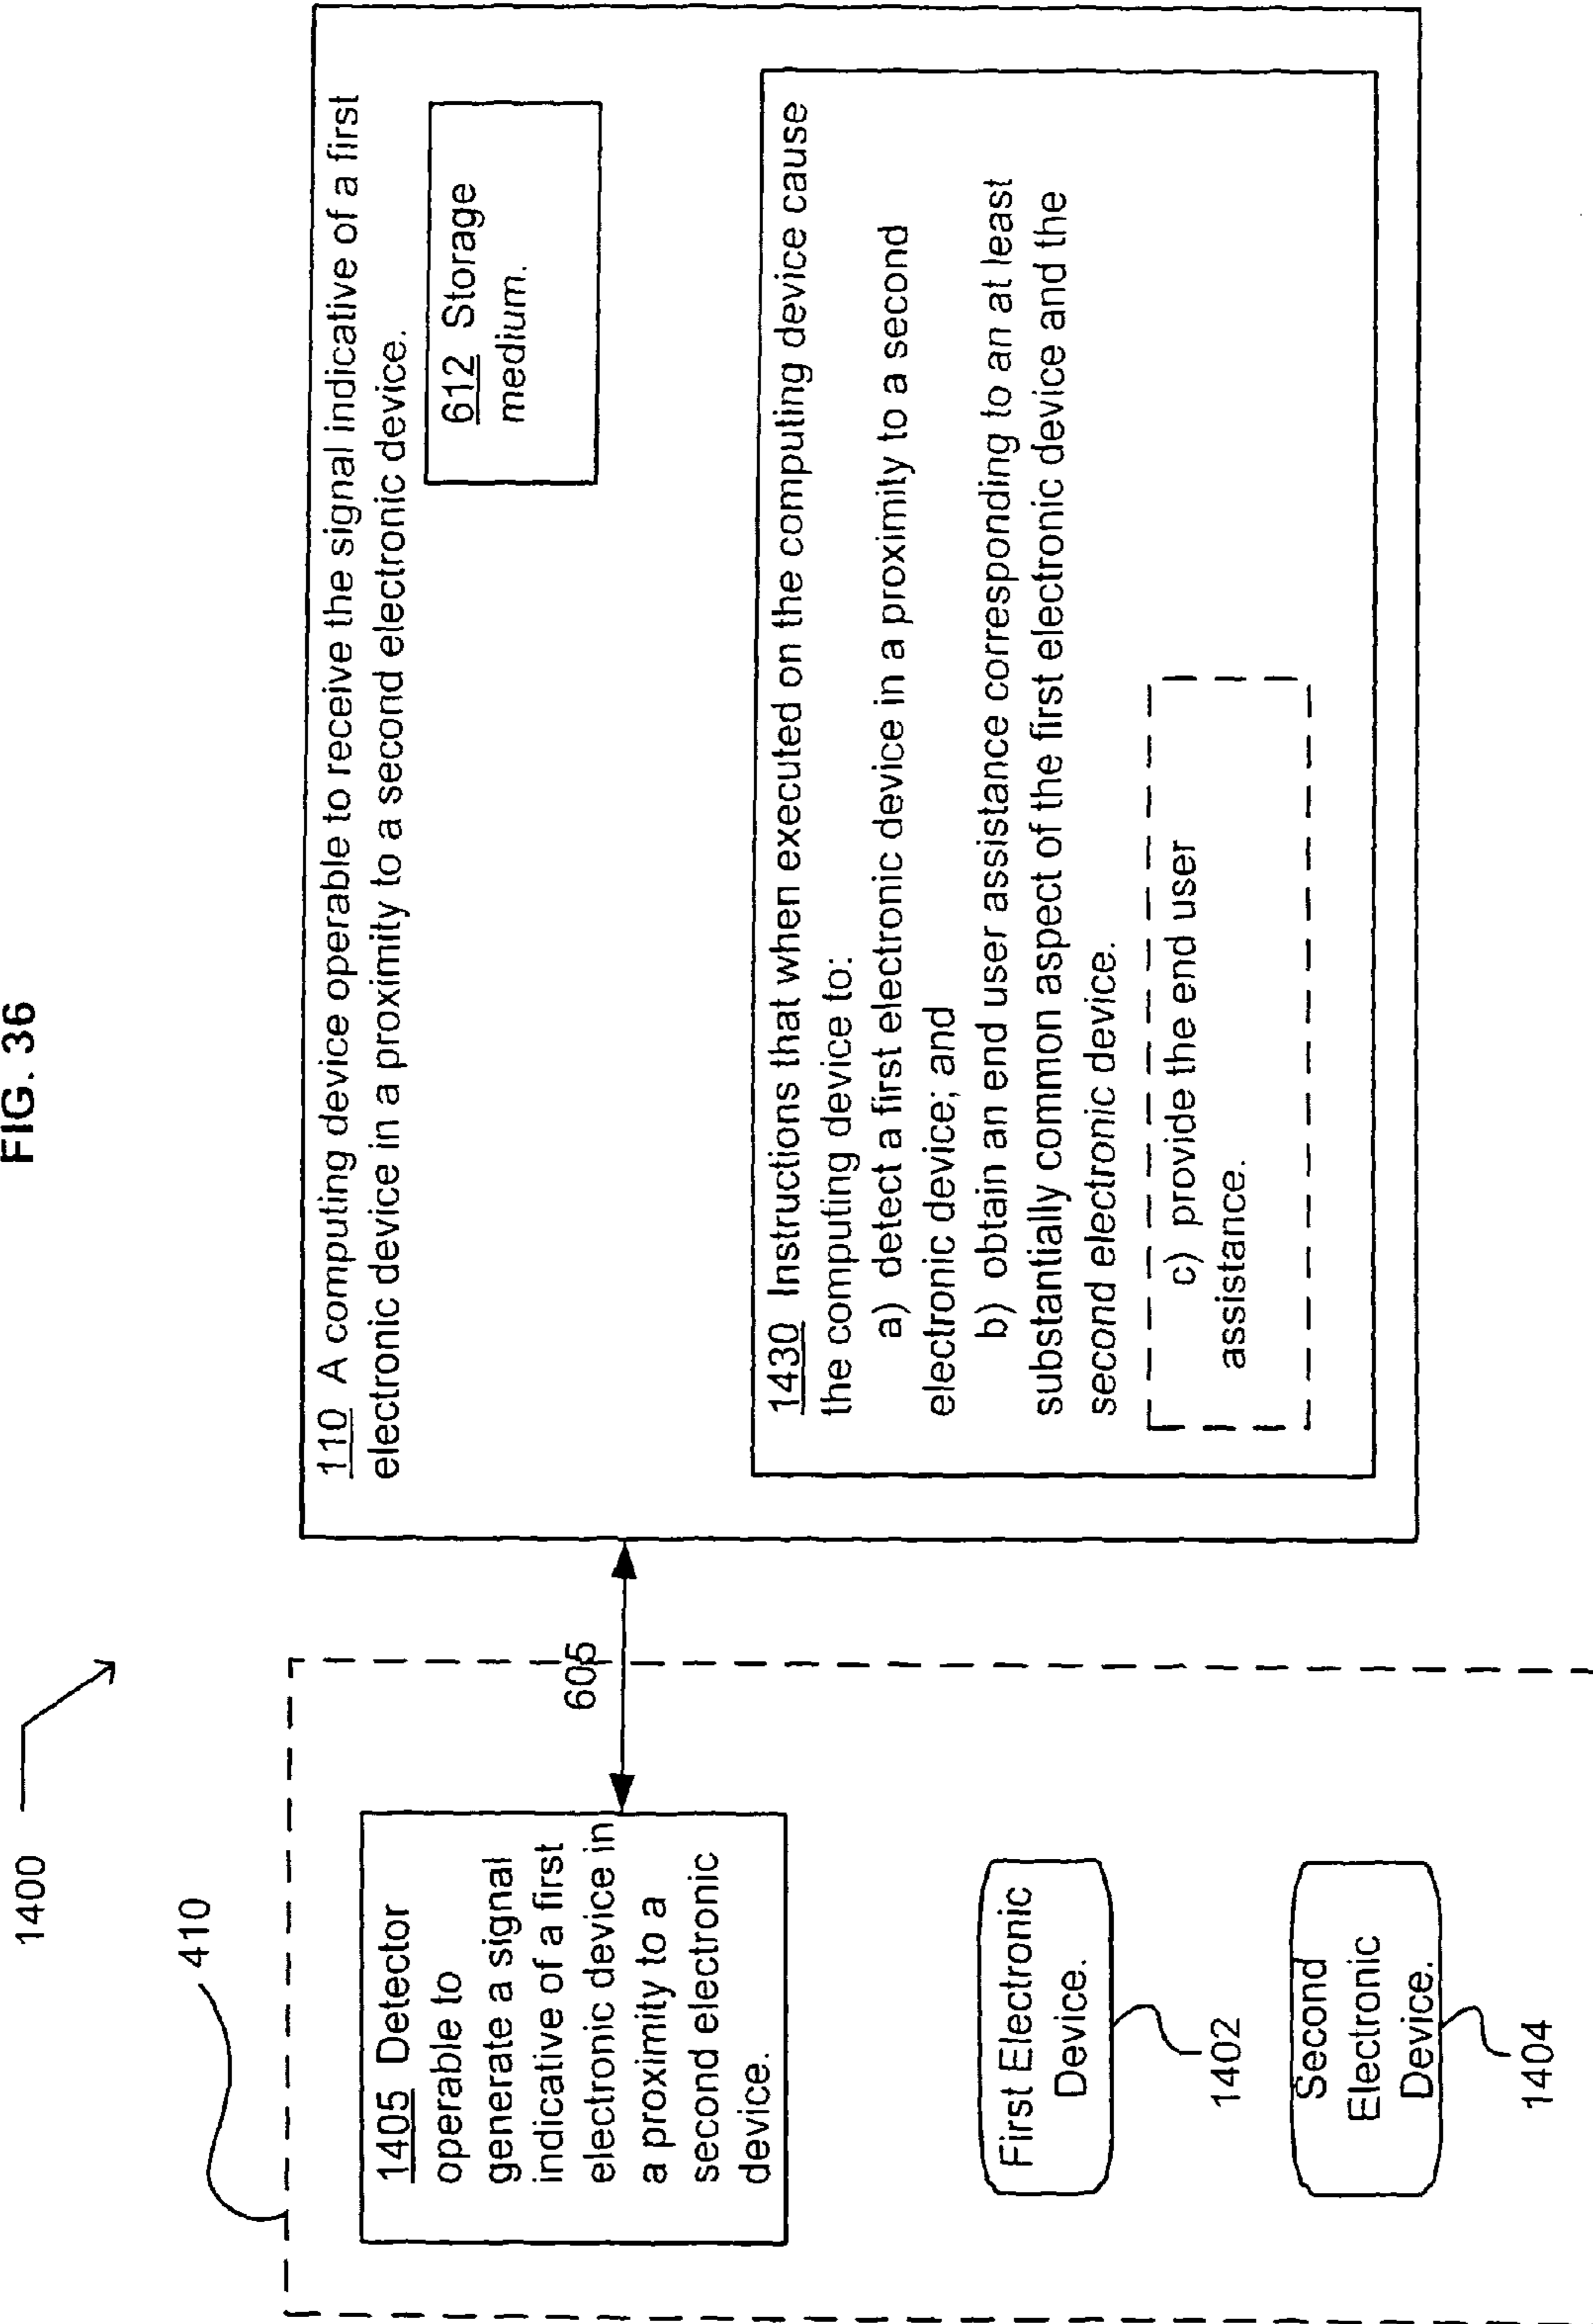 FIG. 36
1400
410
1405 Detector
operable to
generate a signal
indicative of a first
electronic device in
a proximity to a
second electronic
device.
605
First Electronic
Device.
1402
Second
Electronic
Device.
1404
110 A computing device operable to receive the signal indicative of a first
electronic device in a proximity to a second electronic device.
612 Storage
medium.
1430 Instructions that when executed on the computing device cause
the computing device to:
a) detect a first electronic device in a proximity to a second
electronic device; and
b) obtain an end user assistance corresponding to an at least
substantially common aspect of the first electronic device and the
second electronic device.
c) provide the end user
assistance.